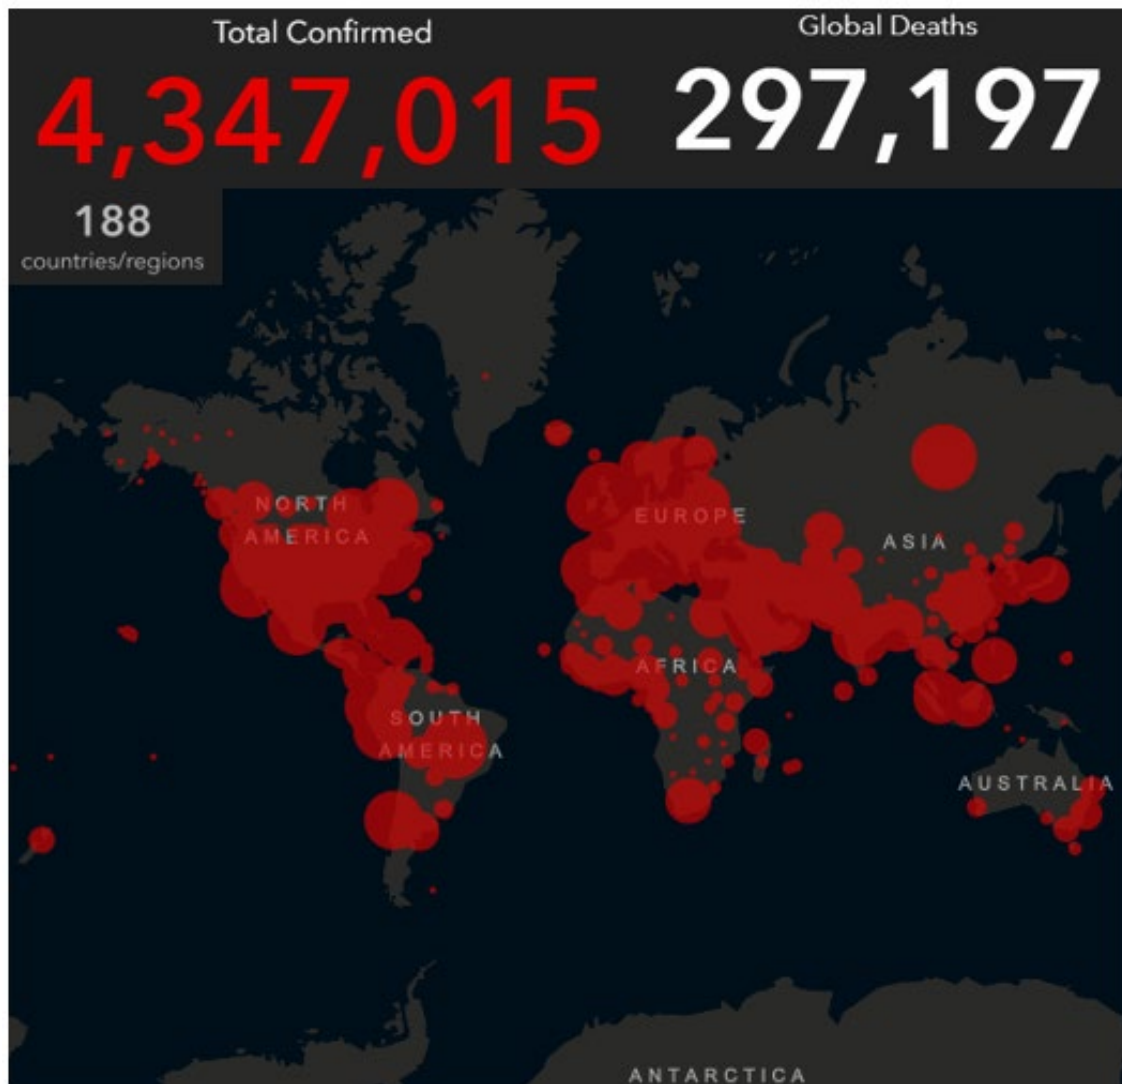 Total Confirmed
4,347,015
Global Deaths
297,197
188
countries/regions
NORTH
AMERICA
EUROPE
ASIA
AFRICA
SOUTH
AMERICA
AUSTRALIA
ANTARCTICA